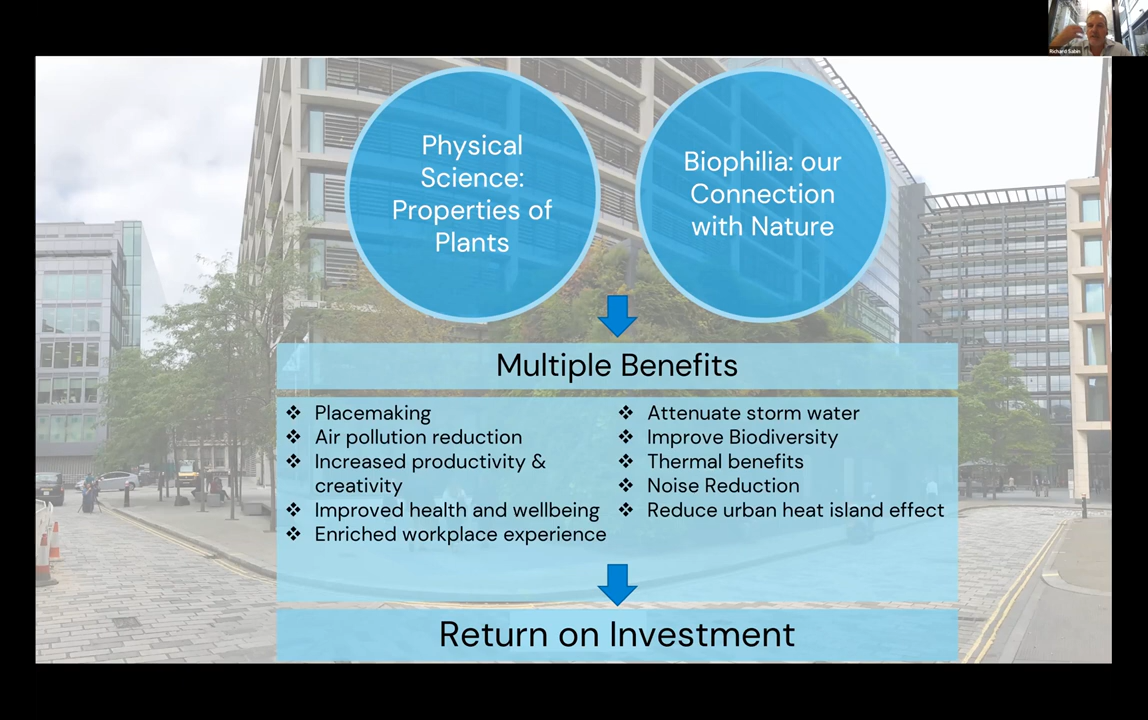 Richard Sabin
Physical
Science:
Properties of
Plants
Biophilia: our
Connection
with Nature
Multiple Benefits
❖ Placemaking
❖ Air pollution reduction
❖ Increased productivity &
creativity
❖ Improved health and wellbeing
❖ Enriched workplace experience
❖ Attenuate storm water
❖ Improve Biodiversity
❖ Thermal benefits
❖ Noise Reduction
❖ Reduce urban heat island effect
Return on Investment